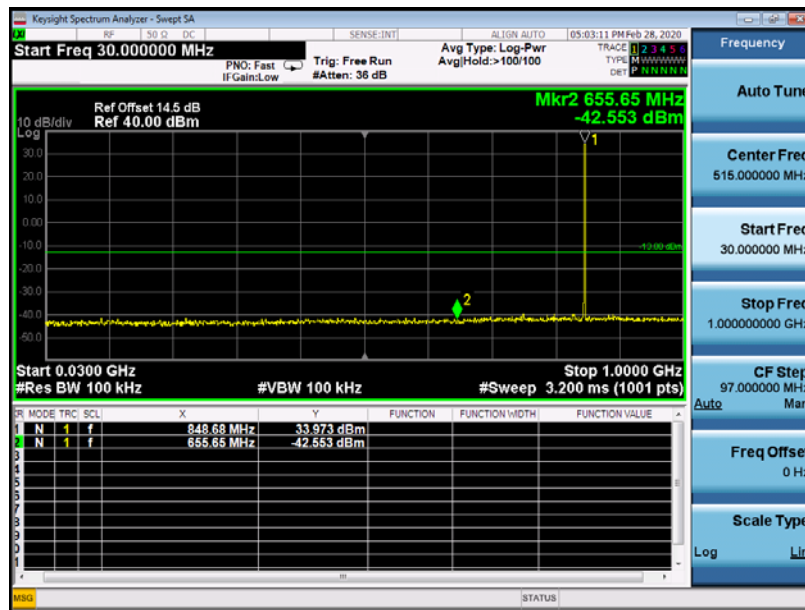 Keysight Spectrum Analyzer - Swept SA
RF 50 Ω DC SENSE:INT ALIGN AUTO 05:03:11 PM Feb 28, 2020
Start Freq 30.000000 MHz
PNO: Fast
IFGain:Low
Trig: Free Run
#Atten: 36 dB
Avg Type: Log-Pwr
Avg|Hold:>100/100
TRACE 1 2 3 4 5 6
TYPE M W W W W W
DET P N N N N N
Mkr2 655.65 MHz
-42.553 dBm
Ref Offset 14.5 dB
10 dB/div Ref 40.00 dBm
Log
1
30.0
20.0
10.0
0.00
-10.0
-13.00 dBm
-20.0
-30.0
2
-40.0
-50.0
Start 0.0300 GHz Stop 1.0000 GHz
#Res BW 100 kHz #VBW 100 kHz #Sweep 3.200 ms (1001 pts)
MODE TRC SCL X Y FUNCTION FUNCTION WIDTH FUNCTION VALUE
1 N 1 f 848.68 MHz 33.973 dBm
2 N 1 f 655.65 MHz -42.553 dBm
3
4
5
6
7
8
9
0
1
MSG STATUS
Frequency
Auto Tune
Center Freq
515.000000 MHz
Start Freq
30.000000 MHz
Stop Freq
1.000000000 GHz
CF Step
97.000000 MHz
Auto Man
Freq Offset
0 Hz
Scale Type
Log Lin